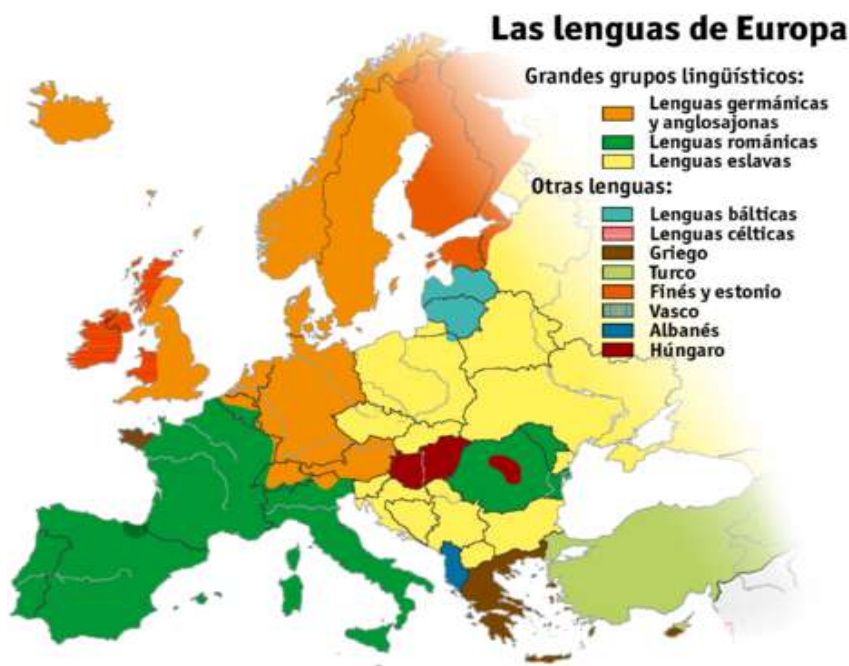 Las lenguas de Europa
Grandes grupos lingüísticos:
Lenguas germánicas
y anglosajonas
Lenguas románicas
Lenguas eslavas
Otras lenguas:
Lenguas bálticas
Lenguas célticas
Griego
Turco
Finés y estonio
Vasco
Albanés
Húngaro